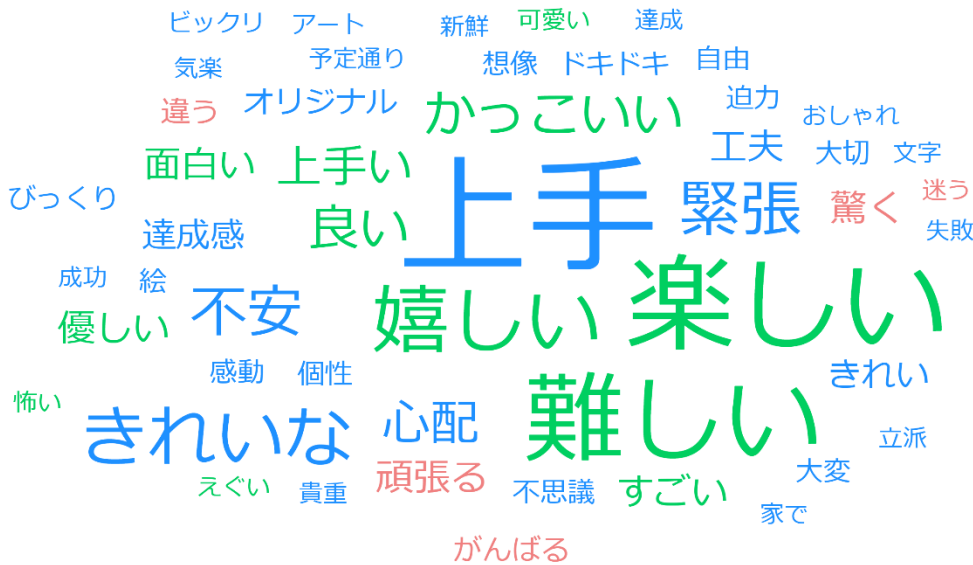 ビックリ アート 新鮮 可愛い 達成
気楽 予定通り 想像 ドキドキ 自由
違う オリジナル かっこいい 迫力 おしゃれ
面白い 上手い 上手 工夫 大切 文字
びっくり 良い 緊張 驚く 迷う
達成感 失敗
成功 絵 不安 嬉しい 楽しい
優しい
感動 個性 難しい きれい
怖い きれいな 心配 立派
えぐい 貴重 頑張る 不思議 すごい 大変
家で
がんばる